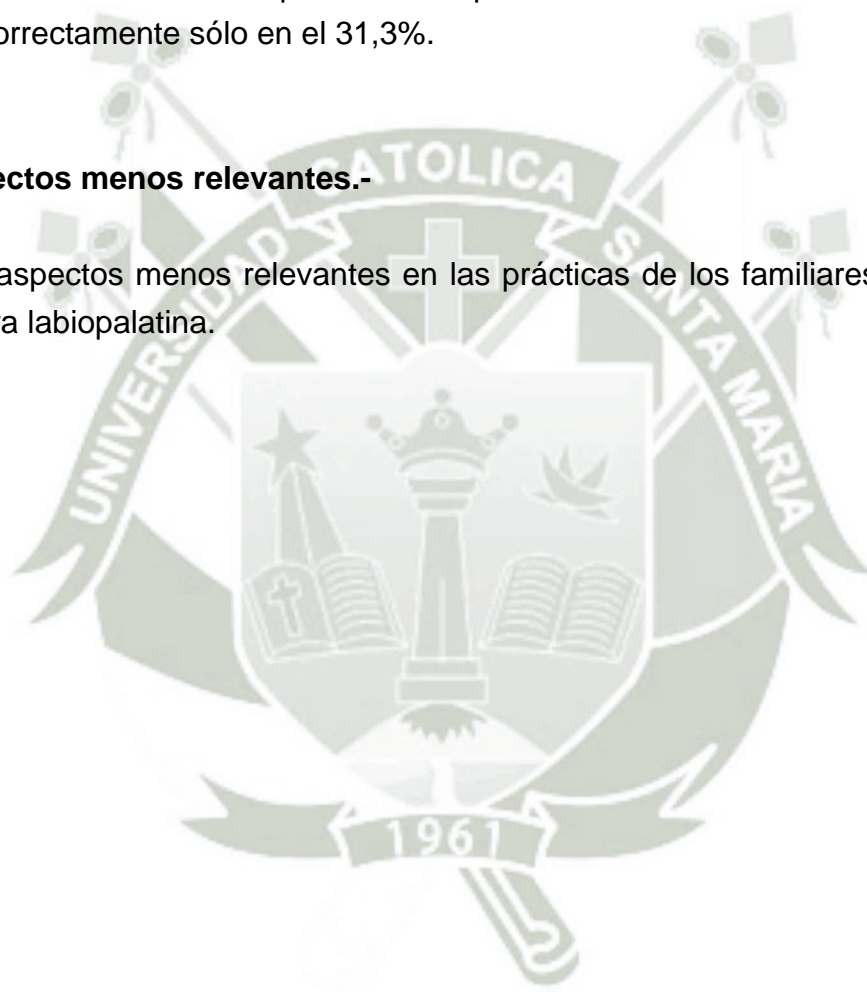 orrectamente sólo en el 31,3%.
ectos menos relevantes.-
aspectos menos relevantes en las prácticas de los familiares
a labiopalatina.
UNIVERSIDAD CATOLICA SANTA MARIA
1961